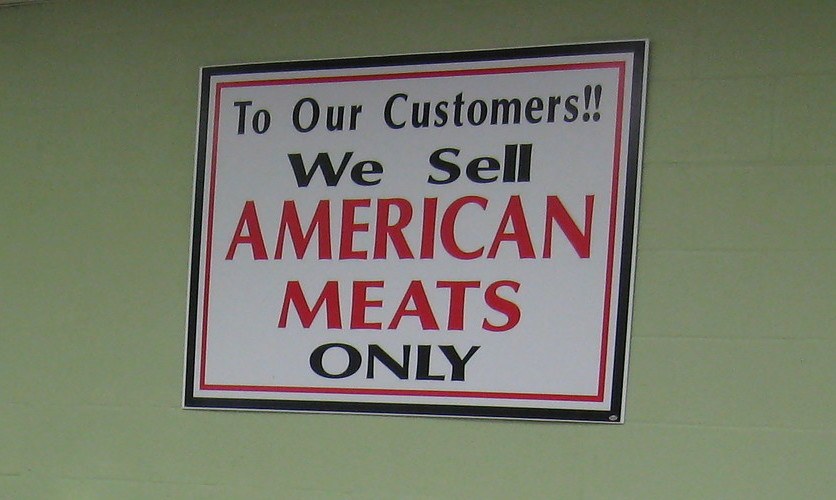 To Our Customers!!
We Sell
AMERICAN
MEATS
ONLY